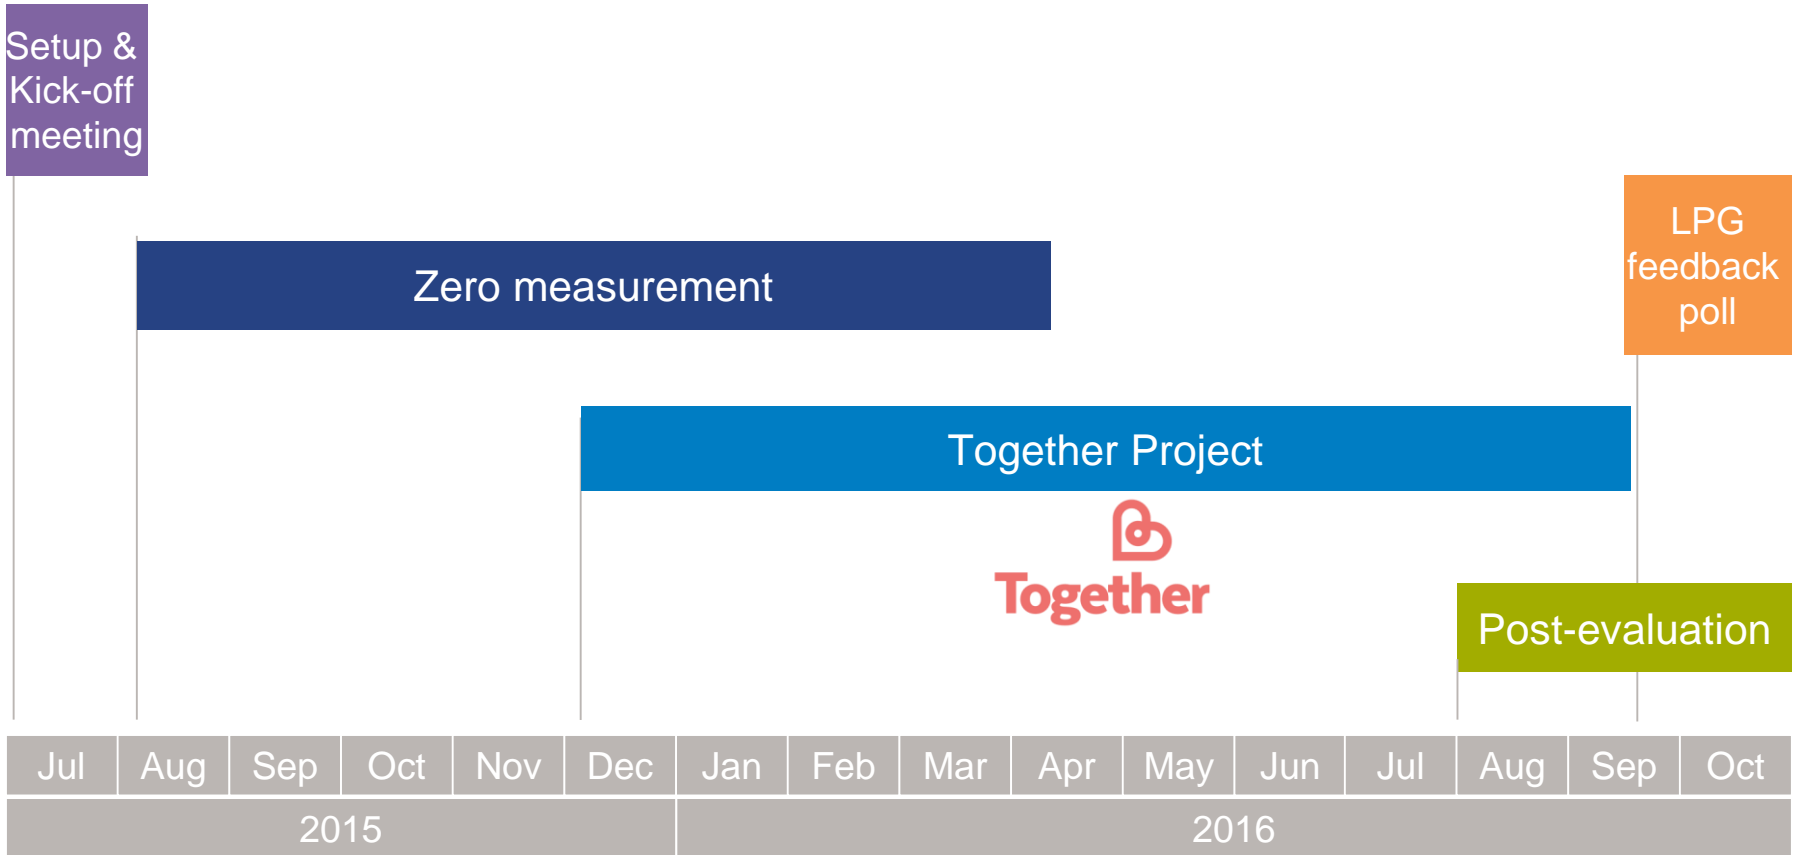 Setup &
Kick-off
meeting
LPG
feedback
poll
Zero measurement
Together Project
Together
Post-evaluation
Jul Aug Sep Oct Nov Dec Jan Feb Mar Apr May Jun Jul Aug Sep Oct
2015 2016